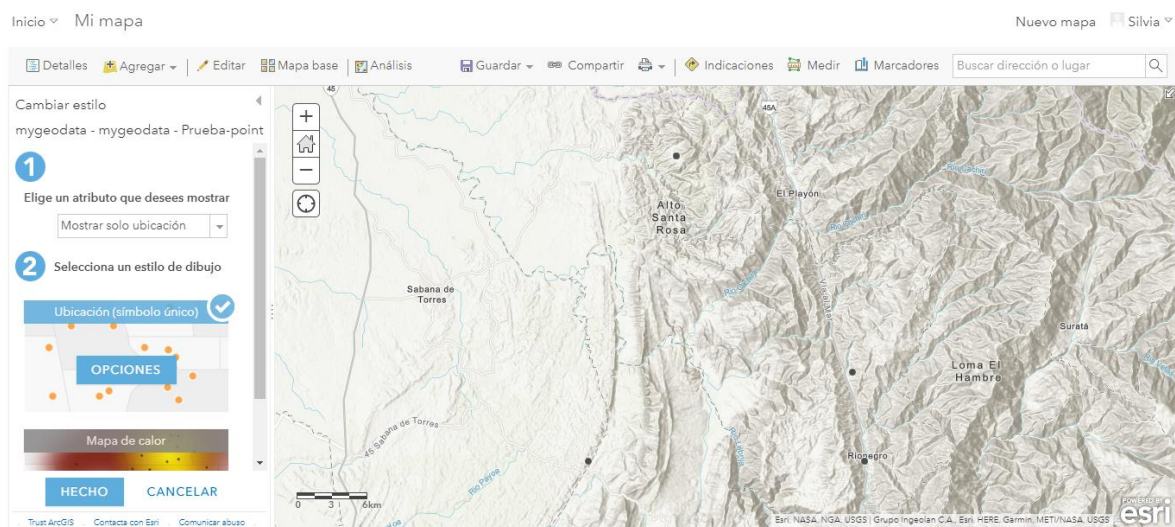 Inicio Mi mapa Nuevo mapa Silvia
Detalles Agregar Editar Mapa base Análisis Guardar Compartir Indicaciones Medir Marcadores Buscar dirección o lugar
Cambiar estilo
mygeodata - mygeodata - Prueba-point
1
Elige un atributo que desees mostrar
Mostrar solo ubicación
2 Selecciona un estilo de dibujo
Ubicación (símbolo único)
OPCIONES
Mapa de calor
HECHO CANCELAR
Trust ArcGIS Contacta con Esri Comunicar abuso
+
−
45
45A
El Playón
Alto
Santa
Rosa
Sabana de
Torres
Suratá
Loma El
Hambre
45 Sabana de Torres
Rionegro
Río Payoa
0 3 6km
Esri, NASA, NGA, USGS | Grupo Ingeolan C.A., Esri, HERE, Garmin, METI/NASA, USGS
POWERED BY
esri